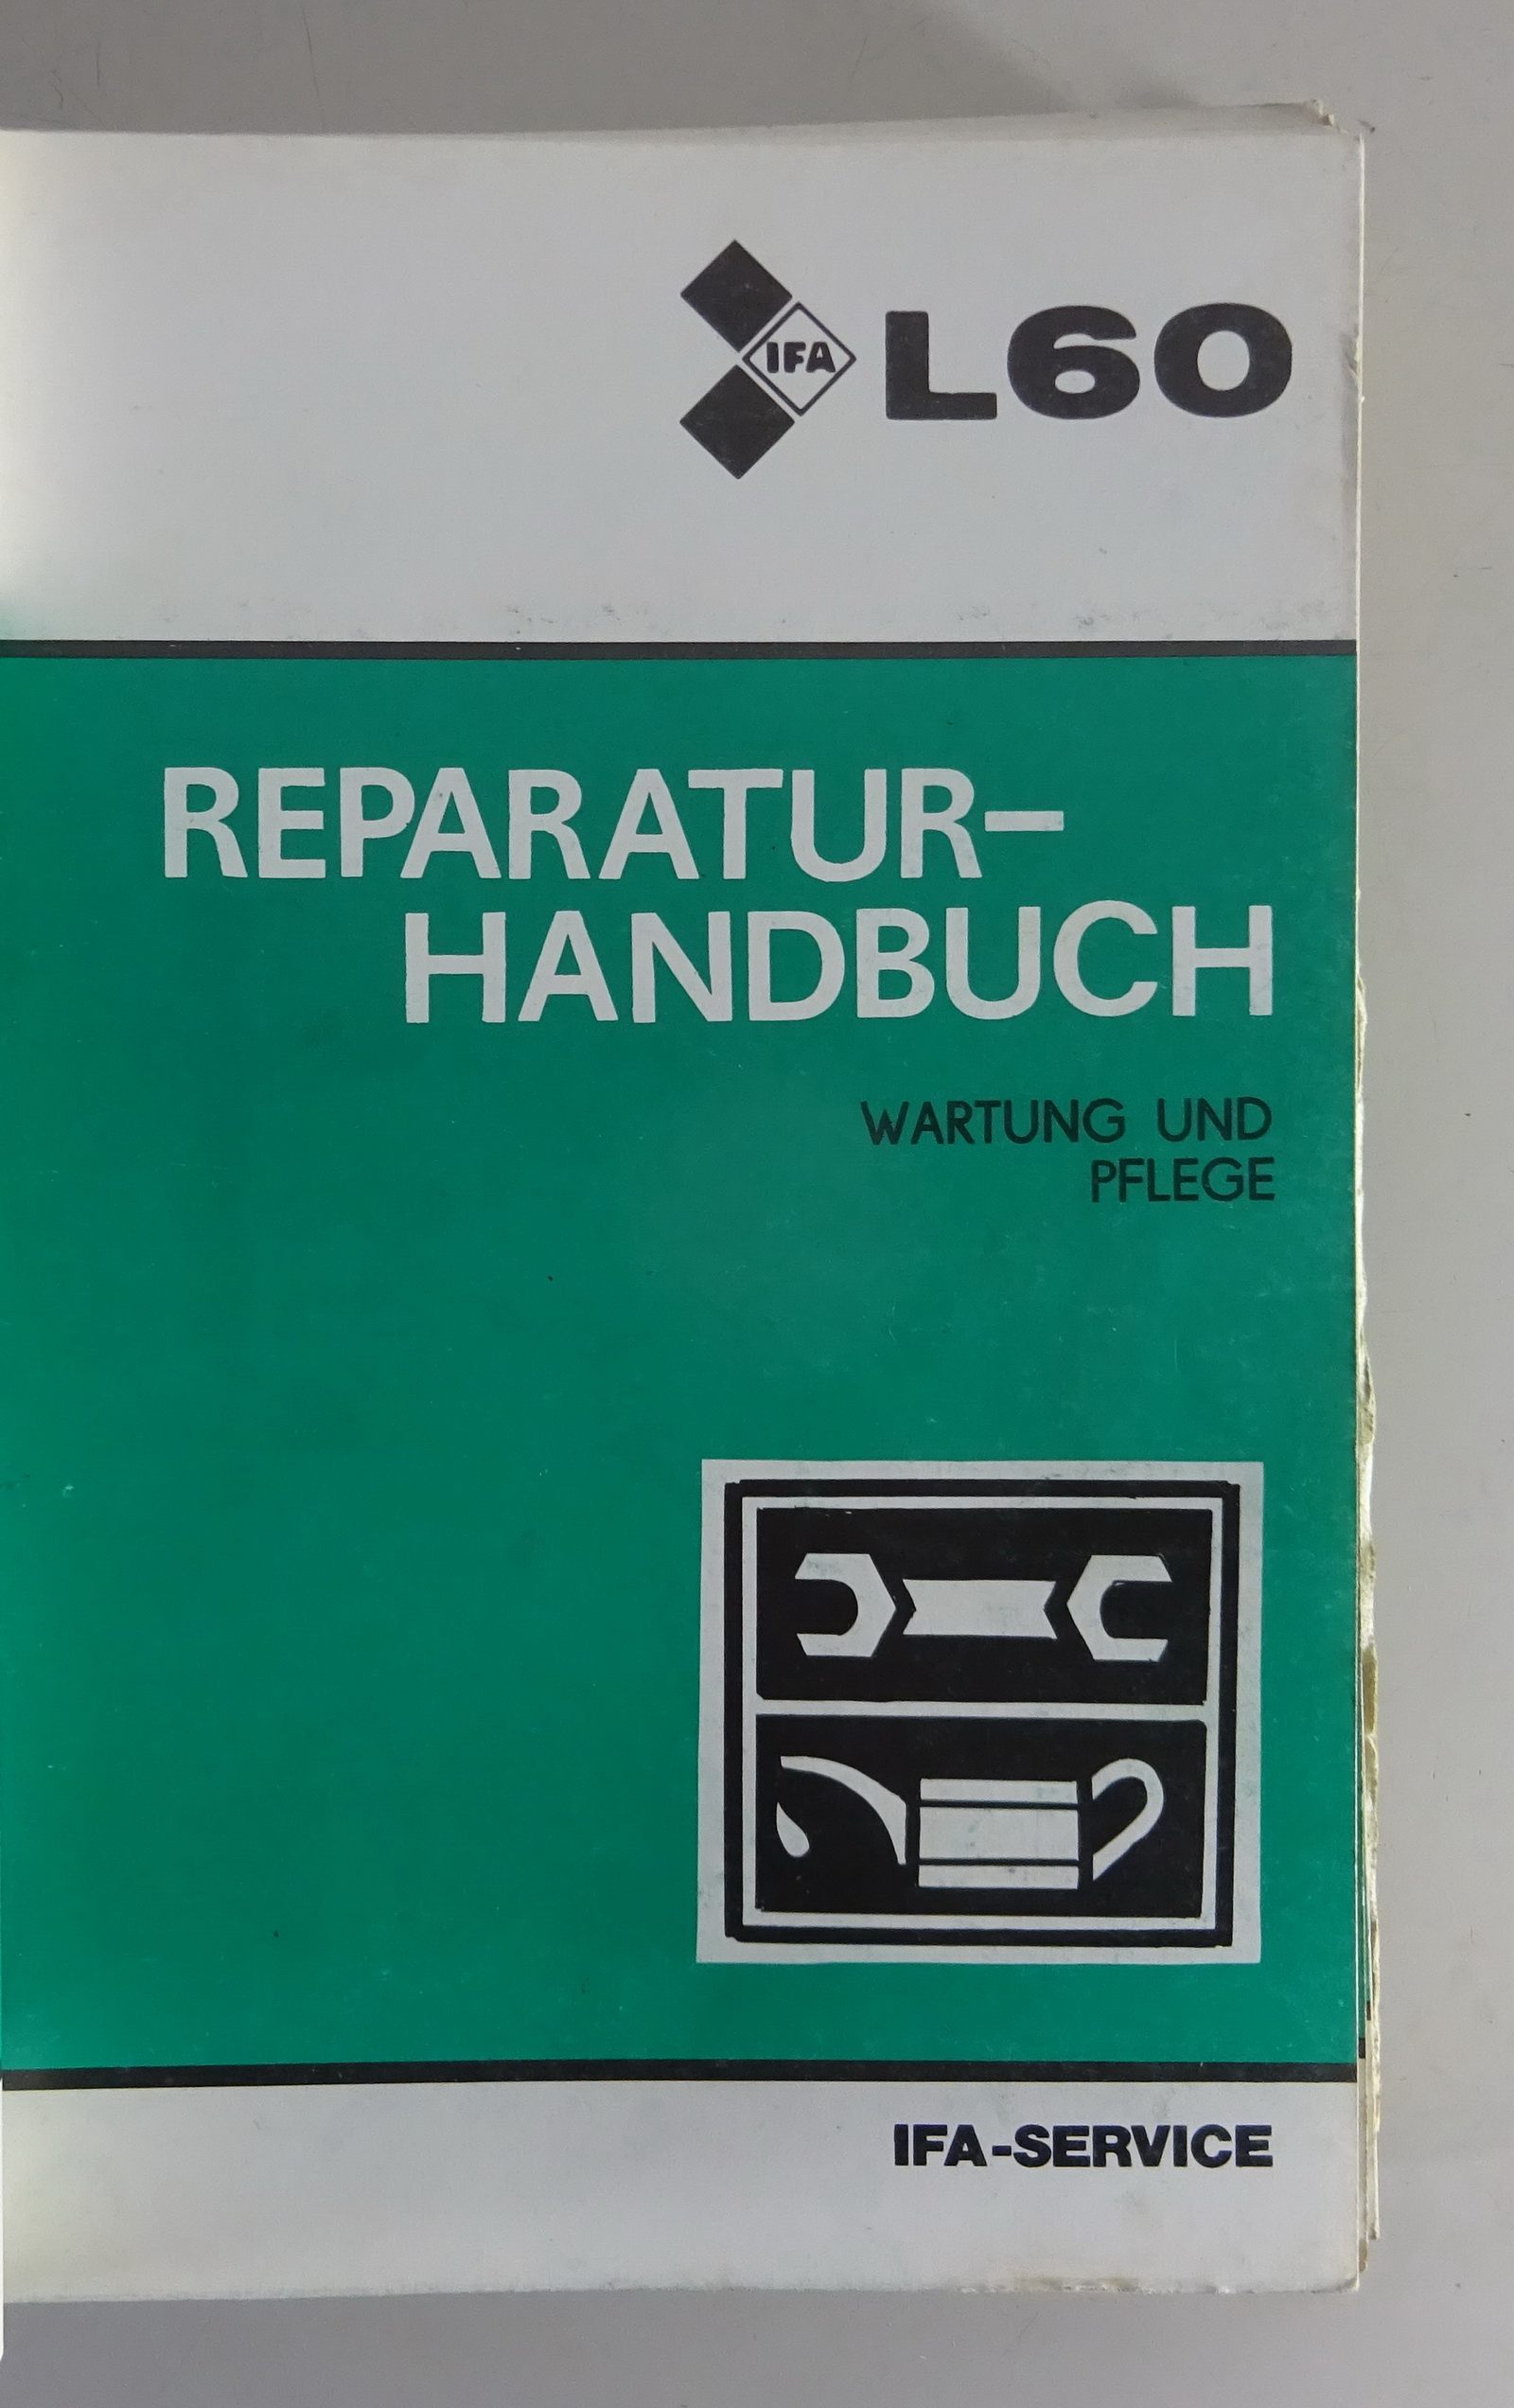 IFA L60
REPARATUR-
HANDBUCH
WARTUNG UND
PFLEGE
IFA-SERVICE